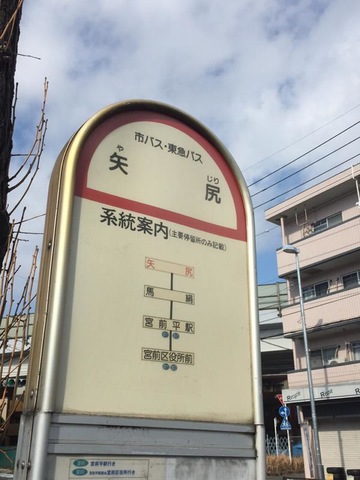 市バス・東急バス
や じり
矢尻
系統案内(主要停留所のみ記載)
矢尻
馬絹
宮前平駅
宮前区役所前
宮前平駅行き